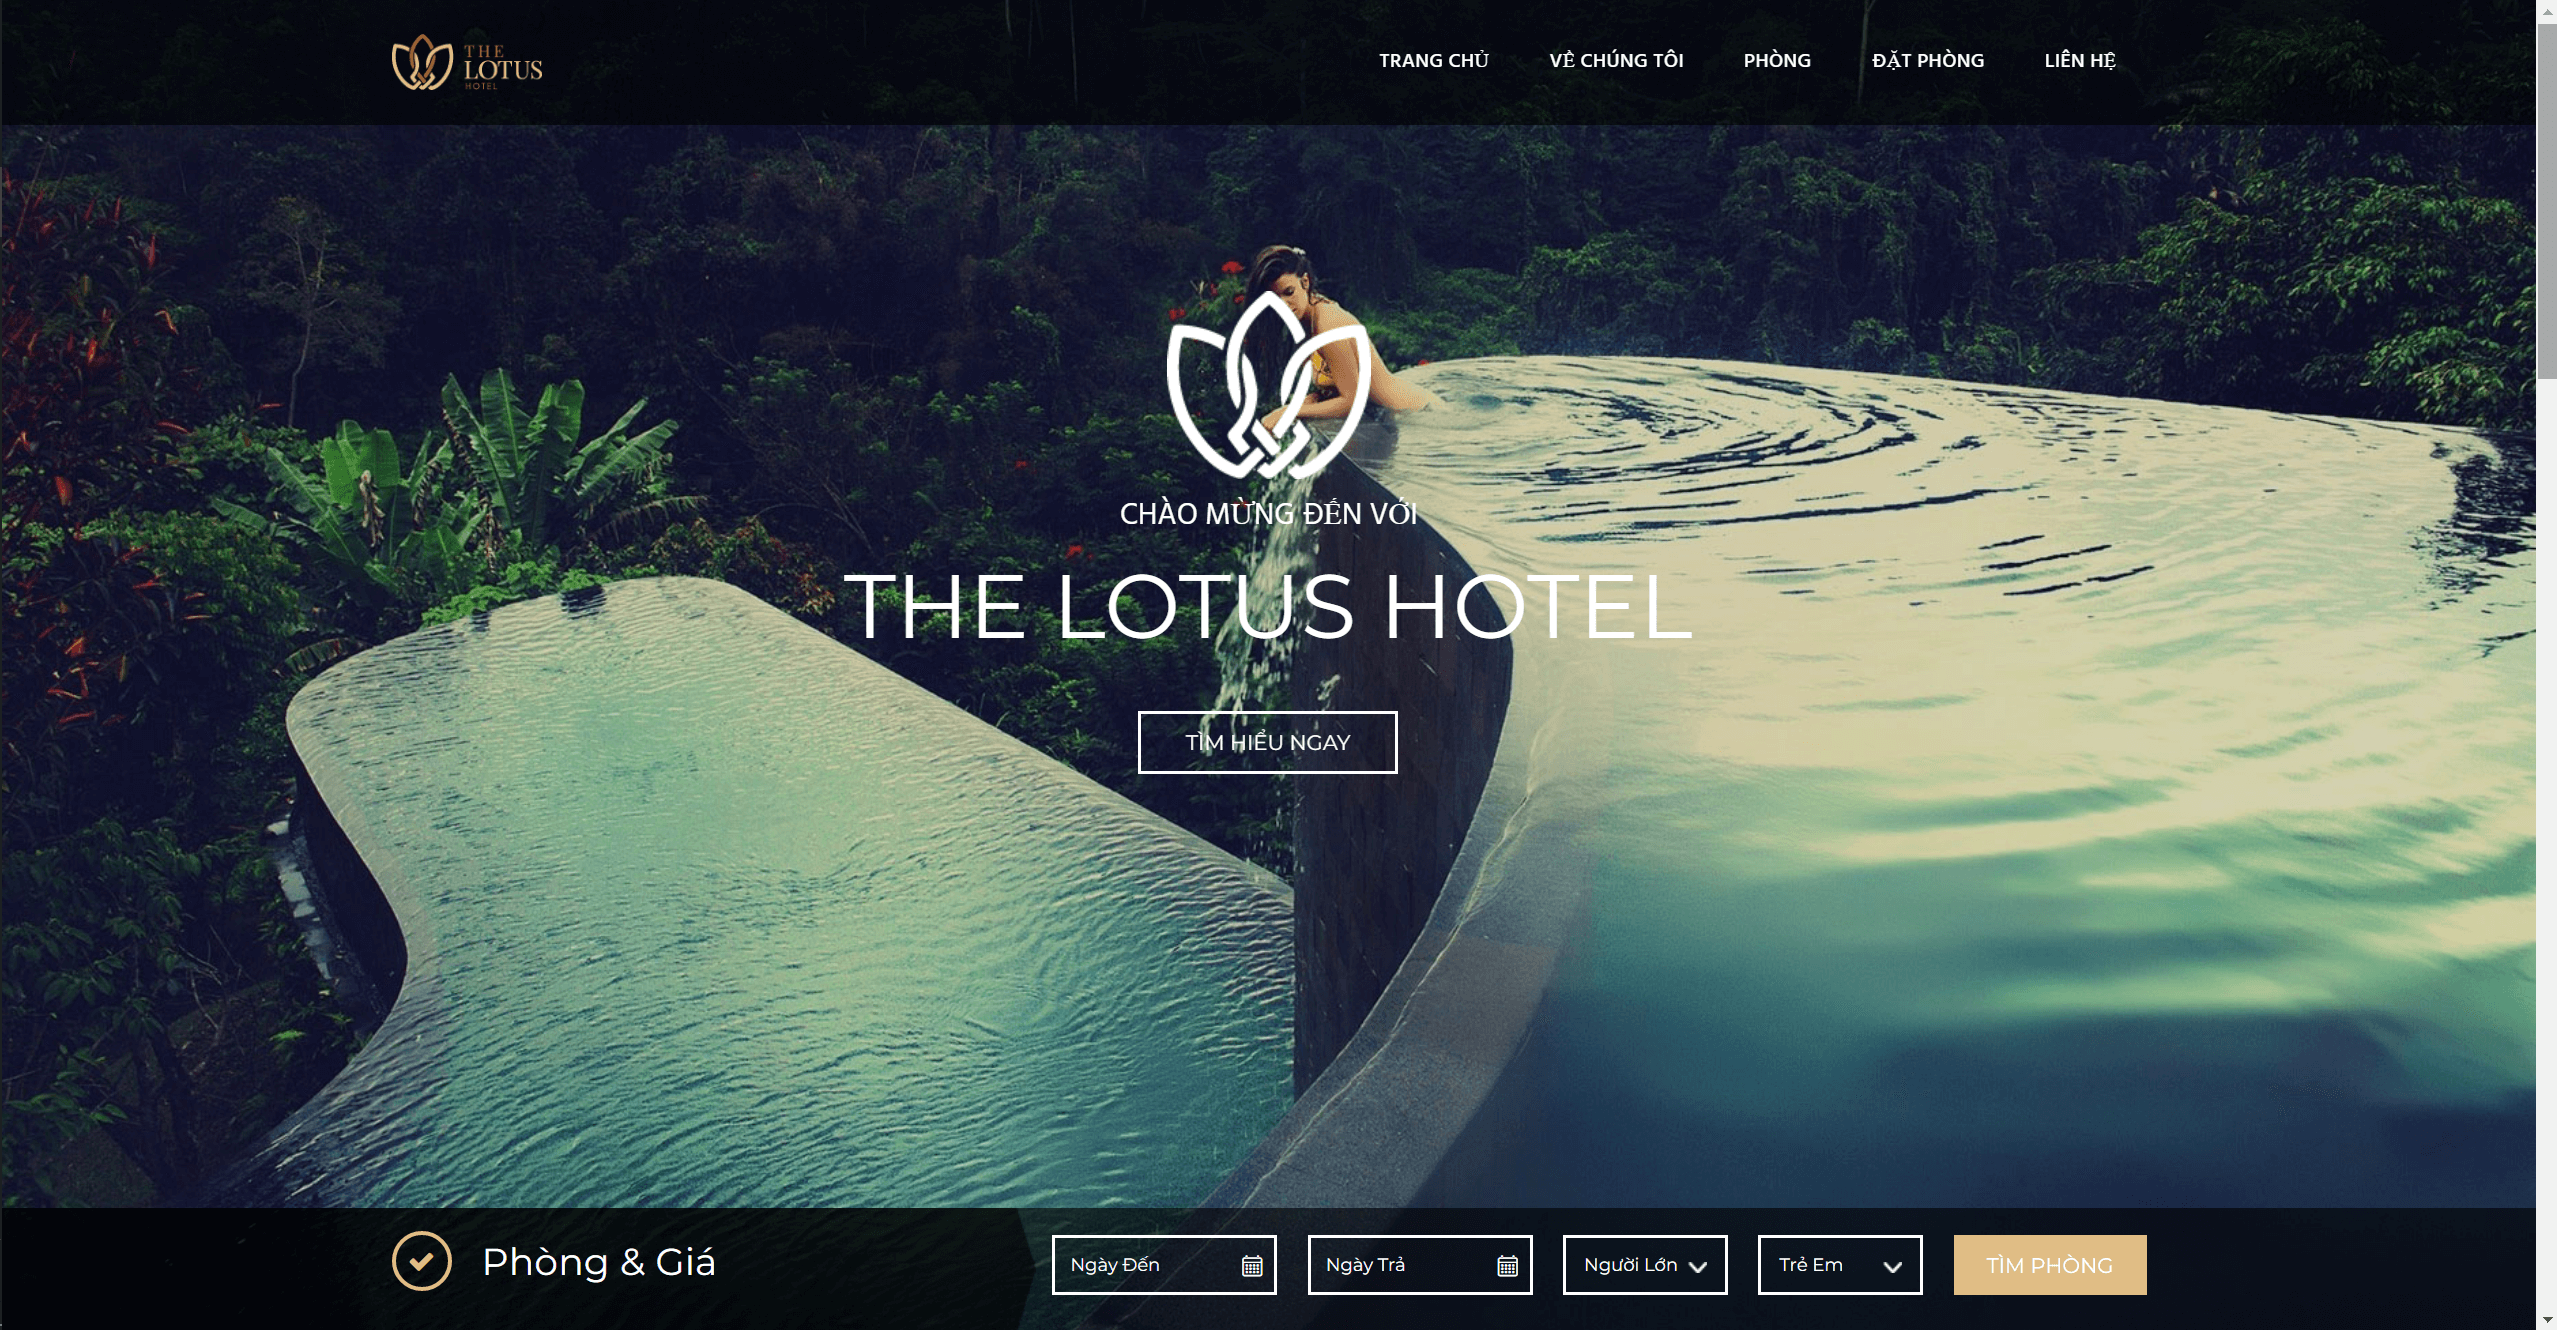 THE
LOTUS
HOTEL
TRANG CHỦ
VỀ CHÚNG TÔI
PHÒNG
ĐẶT PHÒNG
LIÊN HỆ
CHÀO MỪNG ĐẾN VỚI
THE LOTUS HOTEL
TÌM HIỂU NGAY
Phòng & Giá
Ngày Đến
Ngày Trả
Người Lớn
Trẻ Em
TÌM PHÒNG